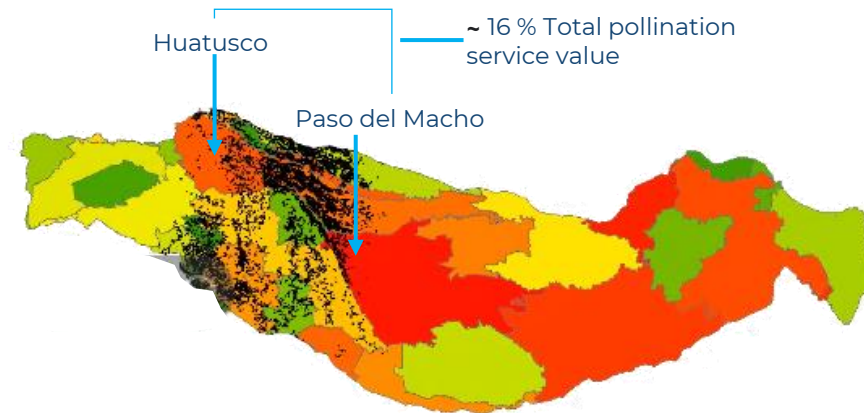 ~ 16 % Total pollination
service value
Huatusco
Paso del Macho